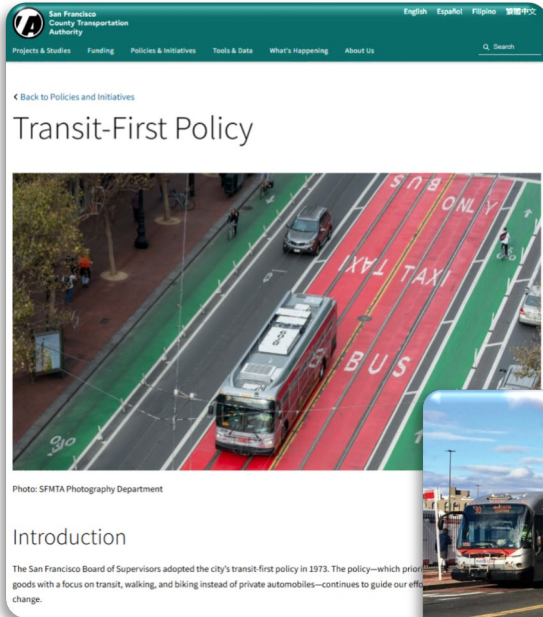 San Francisco
County Transportation
Authority
English Español Filipino 繁體中文
Projects & Studies Funding Policies & Initiatives Tools & Data What's Happening About Us
Search
Back to Policies and Initiatives
Transit-First Policy
BUS
ONLY
TAXI TAXI
BUS
Photo: SFMTA Photography Department
Introduction
The San Francisco Board of Supervisors adopted the city's transit-first policy in 1973. The policy—which
goods with a focus on transit, walking, and biking instead of private automobiles—continues to guide our
change.